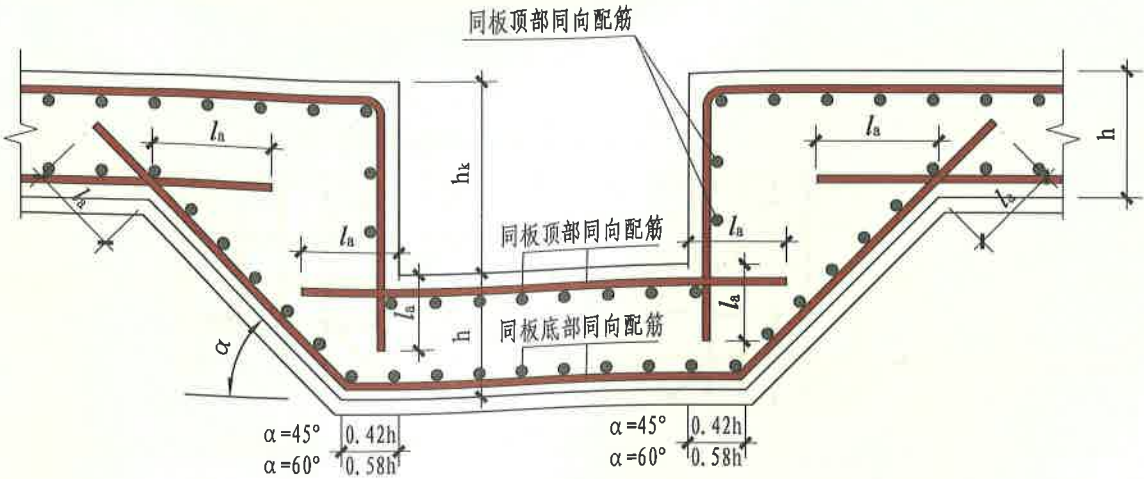 同板顶部同向配筋
la
la
h
hk
la
la
la
同板顶部同向配筋
la
la
h
la
同板底部同向配筋
α
α=45° 0.42h
α=60° 0.58h
α=45° 0.42h
α=60° 0.58h